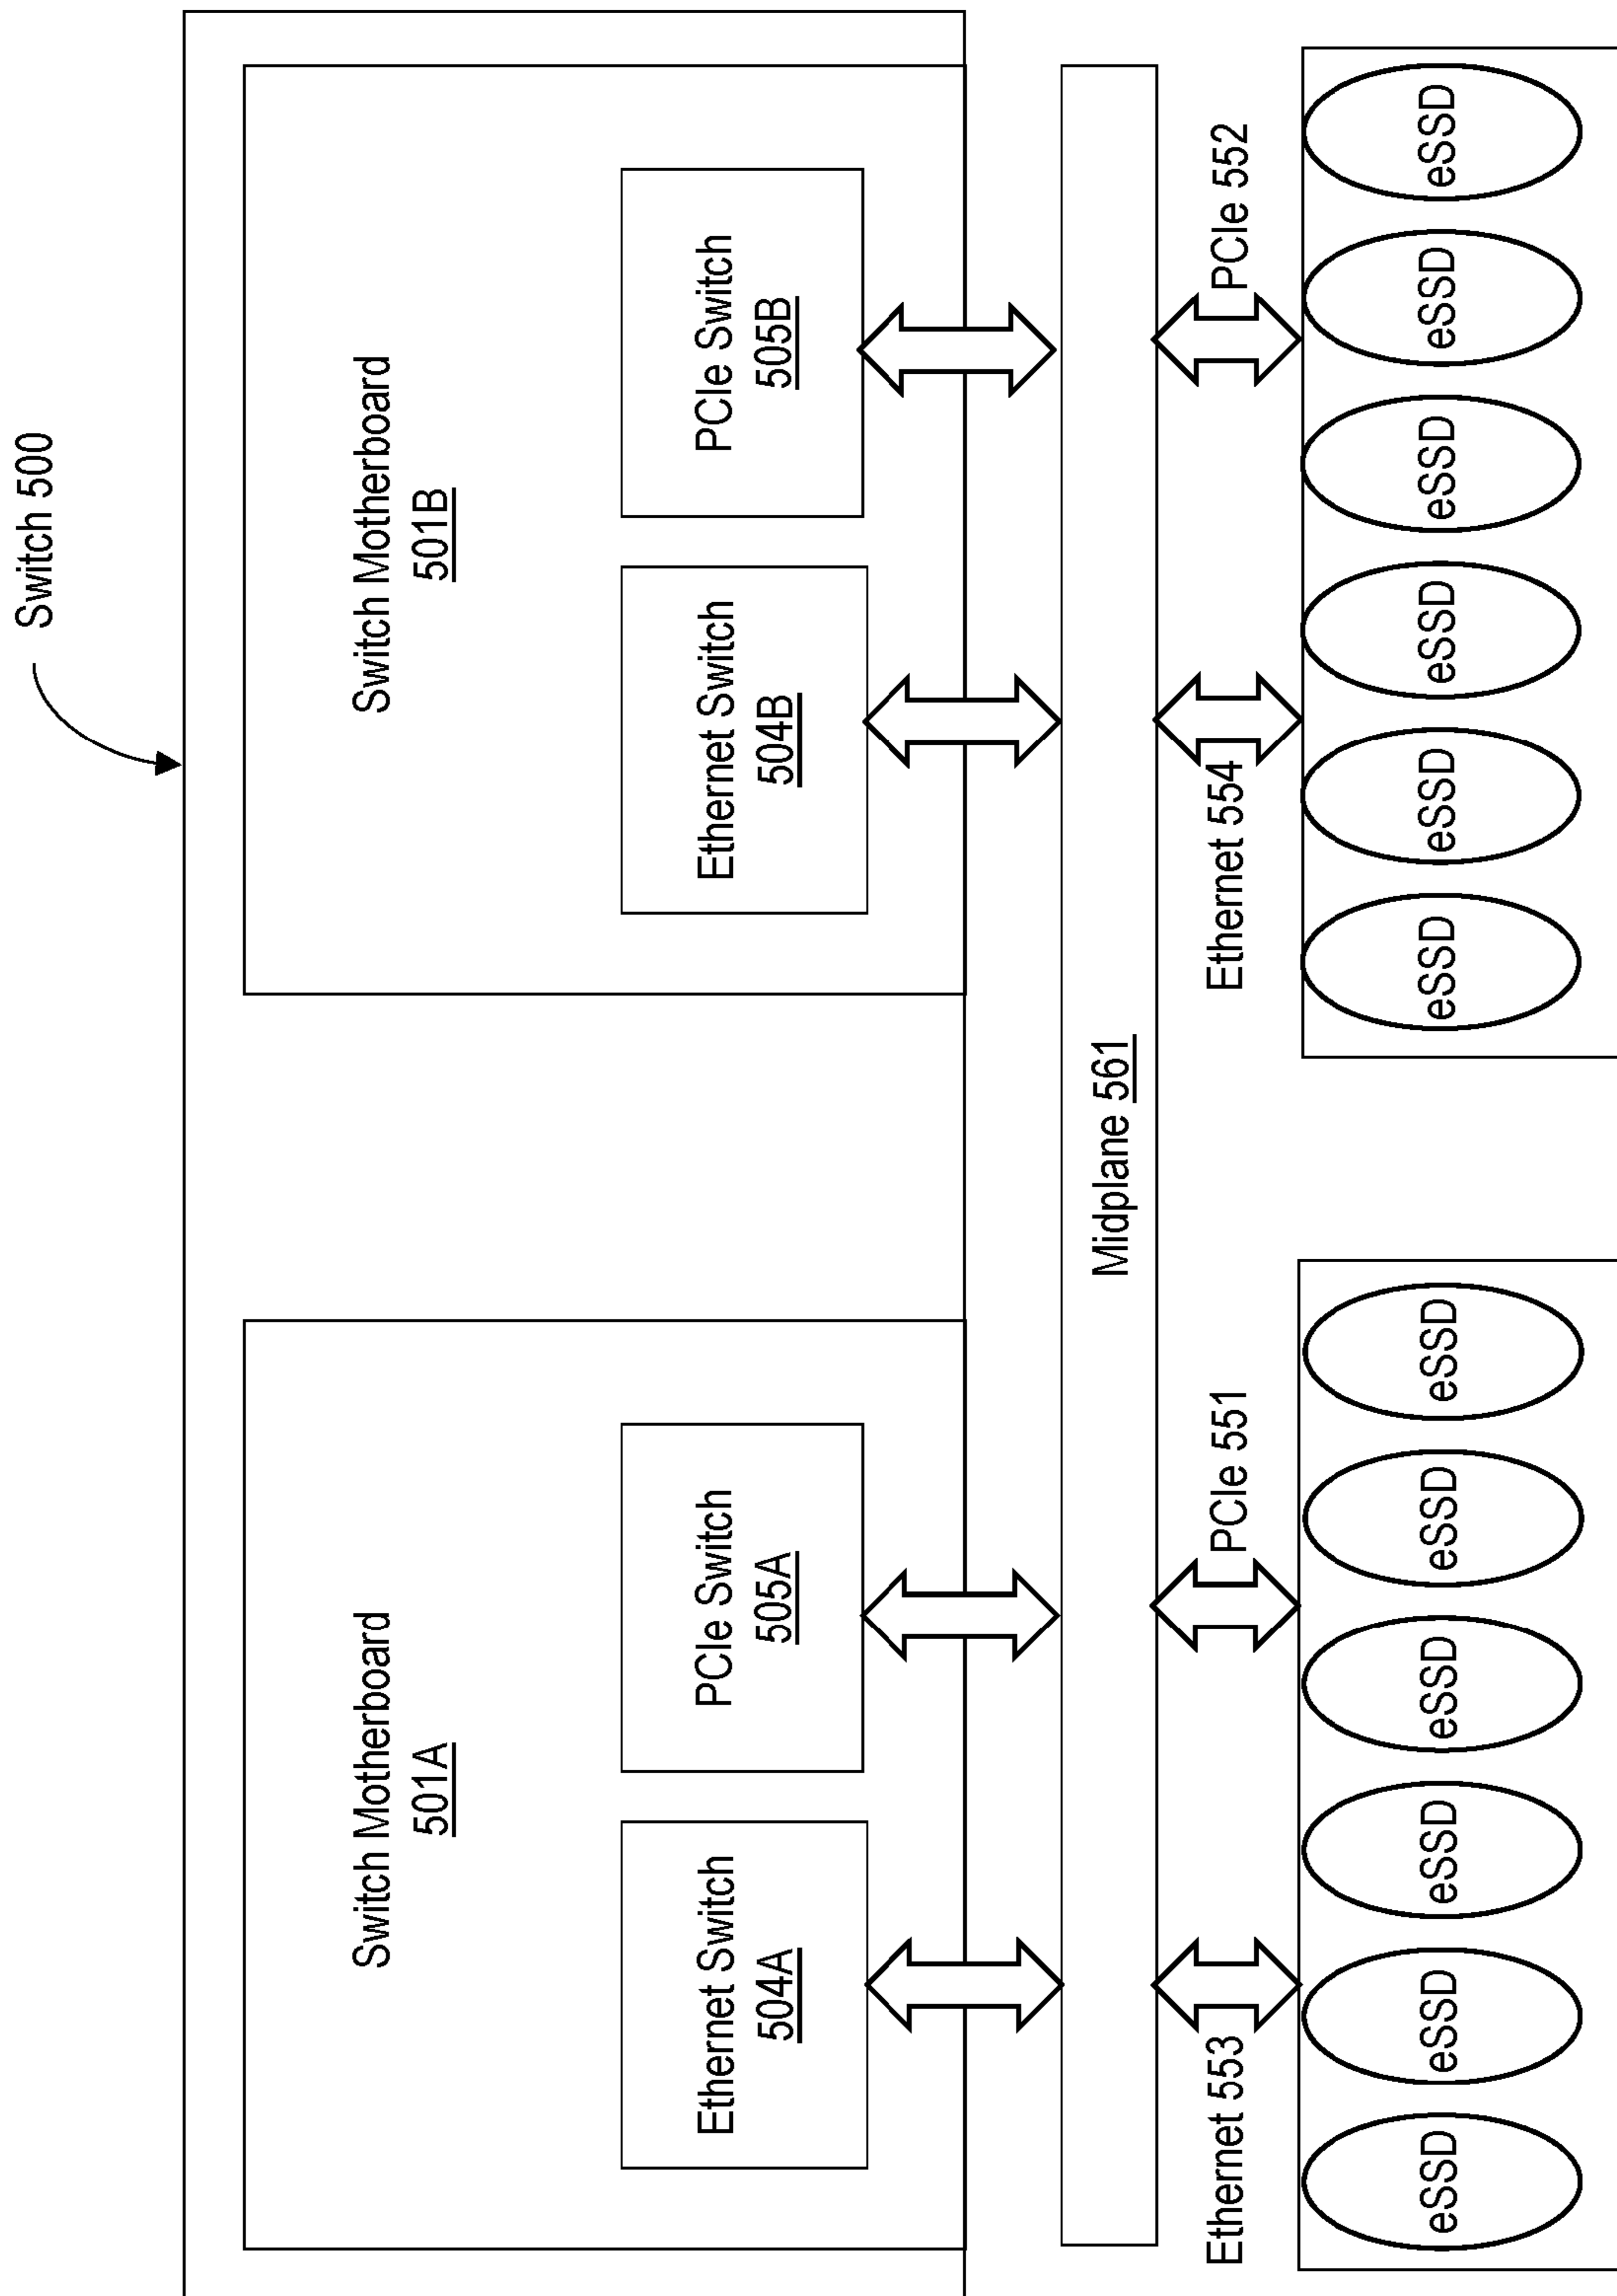 Switch 500
Switch Motherboard
501A
Switch Motherboard
501B
Ethernet Switch
504A
PCIe Switch
505A
Ethernet Switch
504B
PCIe Switch
505B
Midplane 561
Ethernet 553
PCIe 551
Ethernet 554
PCIe 552
eSSD
eSSD
eSSD
eSSD
eSSD
eSSD
eSSD
eSSD
eSSD
eSSD
eSSD
eSSD